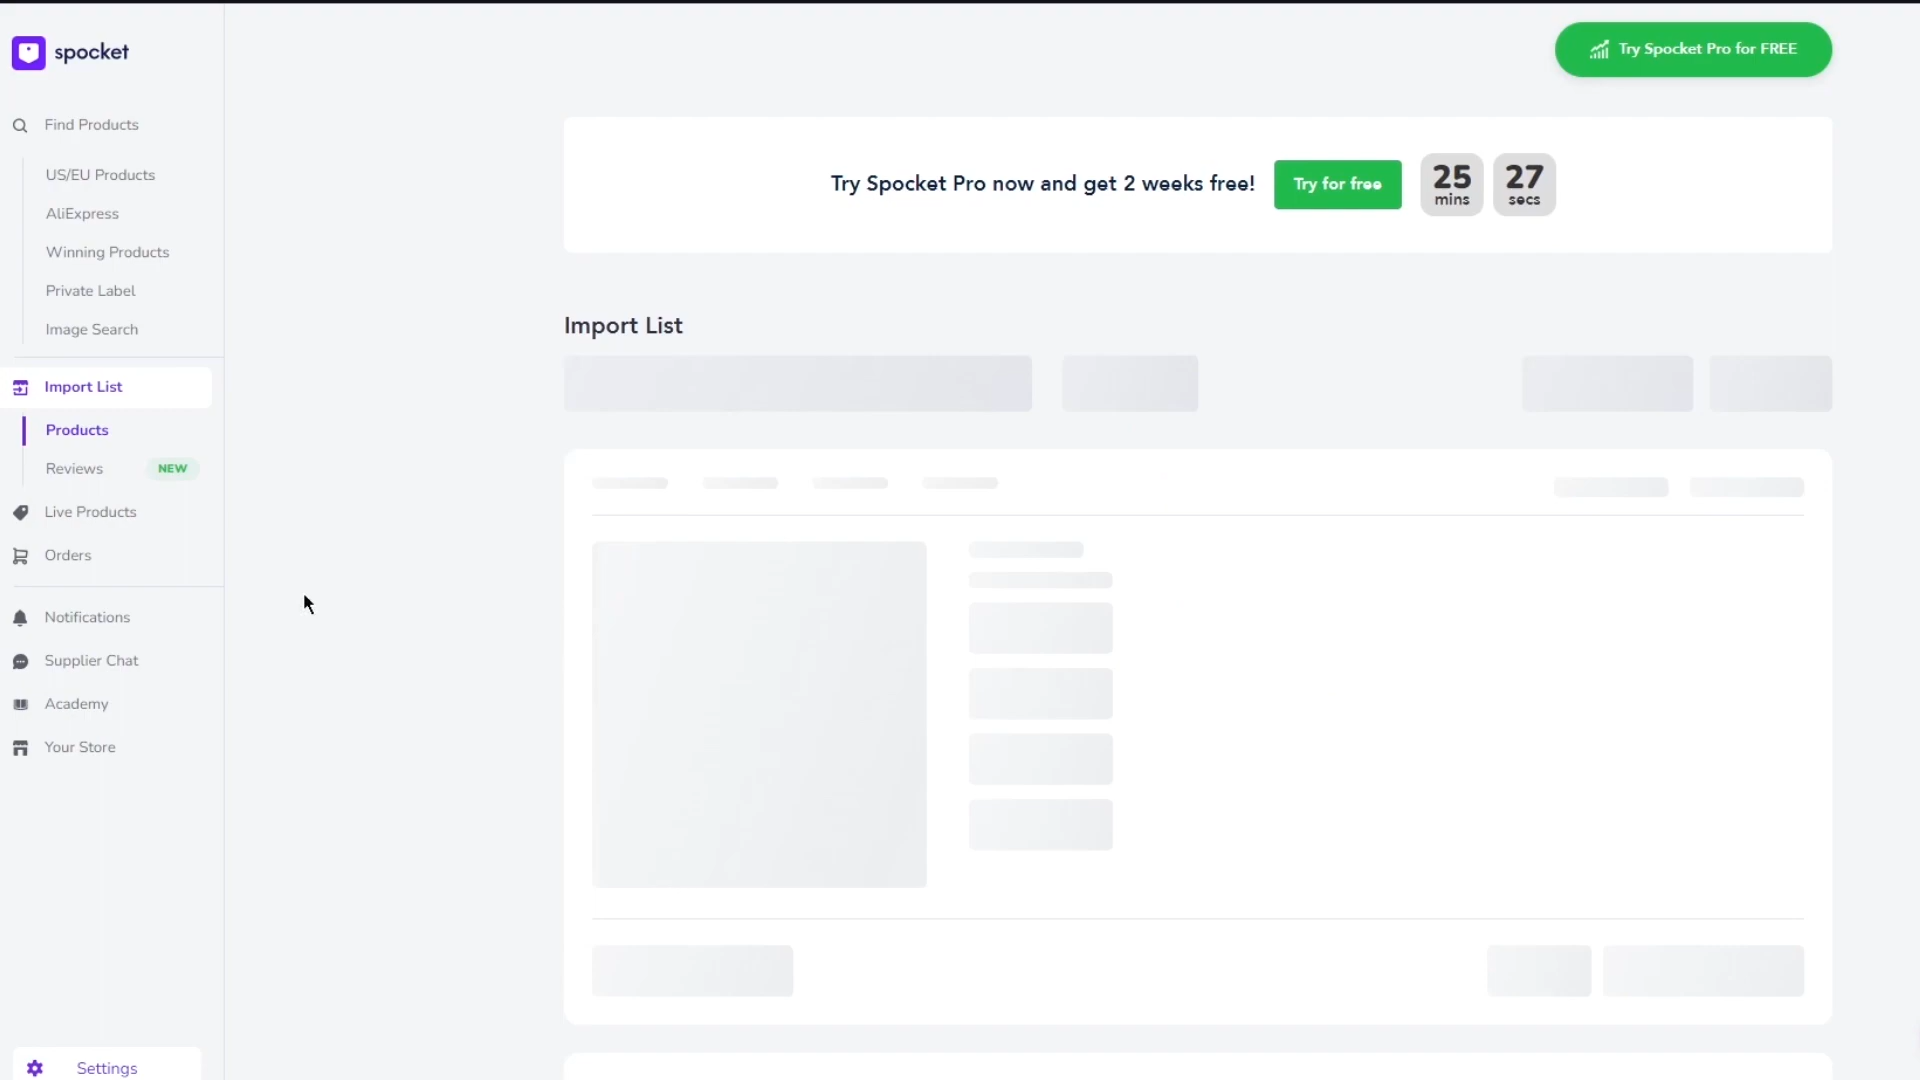 spocket
Try Spocket Pro for FREE
Find Products
US/EU Products
AliExpress
Winning Products
Private Label
Image Search
Import List
Products
Reviews NEW
Live Products
Orders
Notifications
Supplier Chat
Academy
Your Store
Settings
Try Spocket Pro now and get 2 weeks free! Try for free
25 27
mins secs
Import List